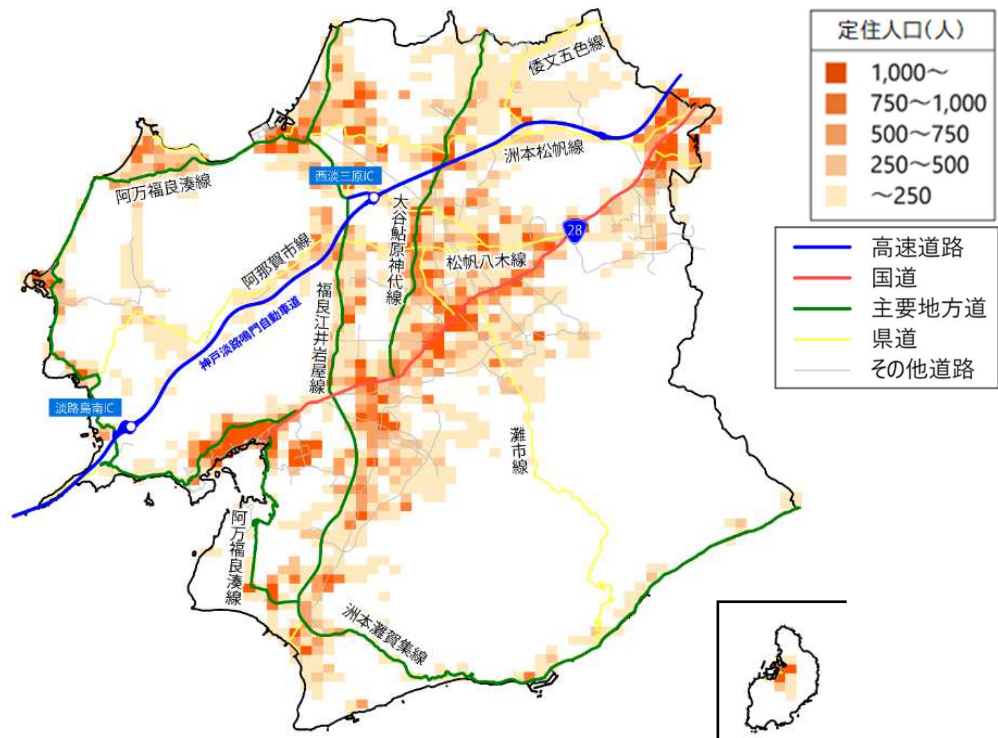 定住人口(人)
1,000～
750～1,000
500～750
250～500
～250
高速道路
国道
主要地方道
県道
その他道路
倭文五色線
洲本松帆線
西淡三原IC
阿万福良湊線
大谷鮎原神代線
28
松帆八木線
阿那賀市線
福良江井岩屋線
神戸淡路鳴門自動車道
淡路島南IC
灘市線
阿万福良湊線
洲本灘賀集線